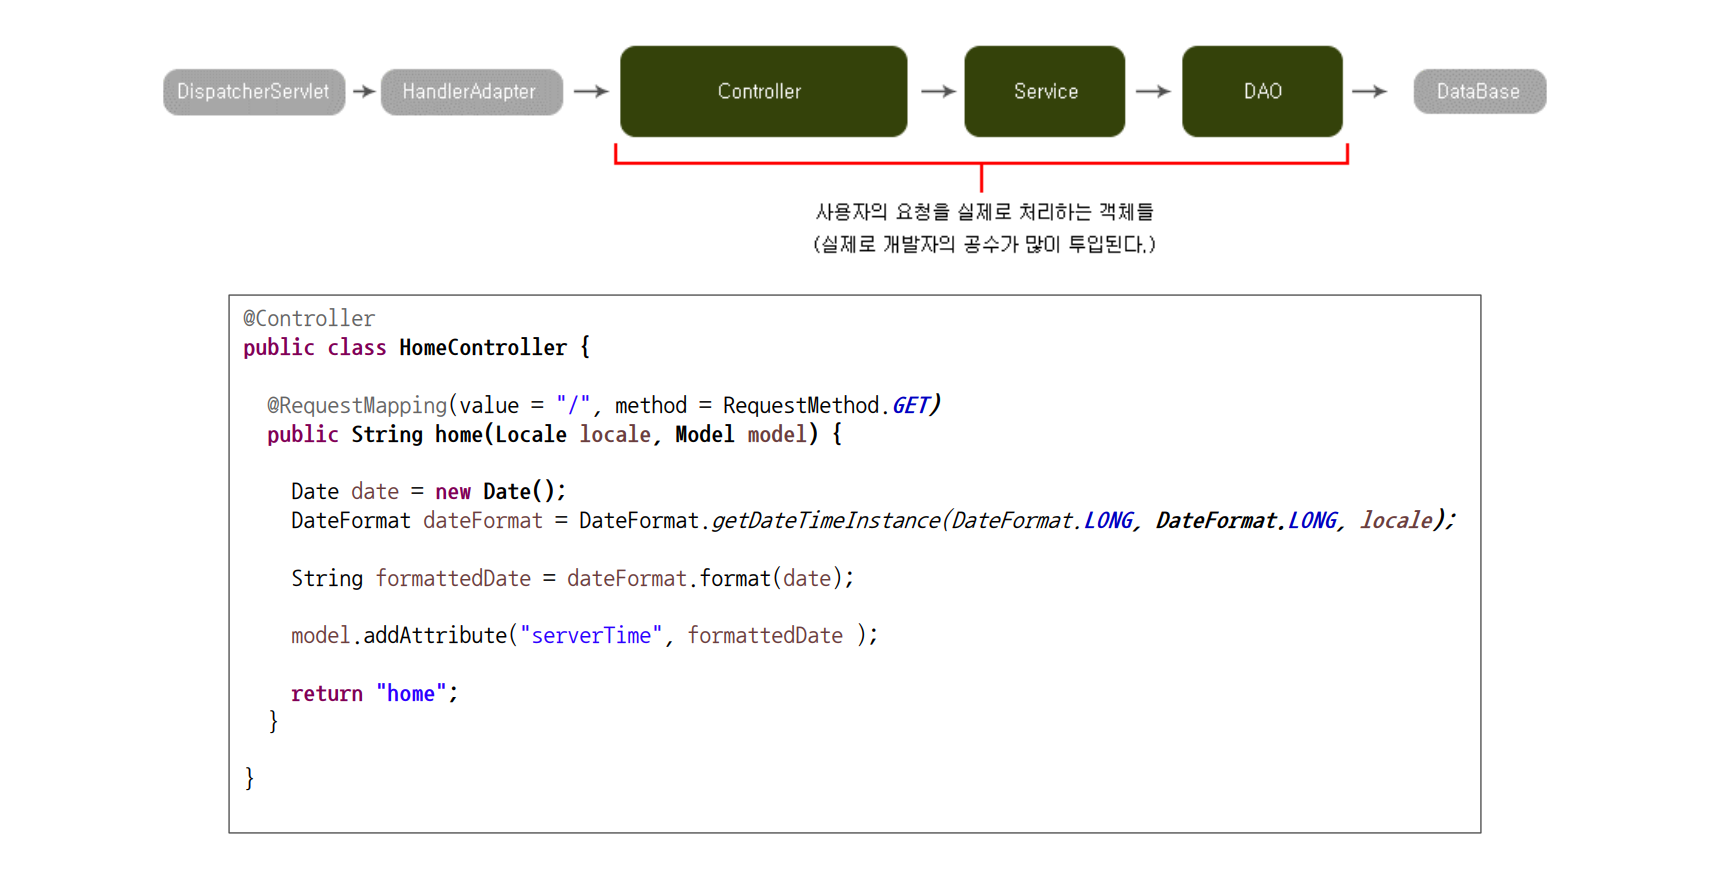 DispatcherServlet HandlerAdapter Controller Service DAO DataBase
사용자의 요청을 실제로 처리하는 객체들
(실제로 개발자의 공수가 많이 투입된다.)
@Controller
public class HomeController {
@RequestMapping(value = "/", method = RequestMethod.GET)
public String home(Locale locale, Model model) {
Date date = new Date();
DateFormat dateFormat = DateFormat.getDateTimeInstance(DateFormat.LONG, DateFormat.LONG, locale);
String formattedDate = dateFormat.format(date);
model.addAttribute("serverTime", formattedDate );
return "home";
}
}